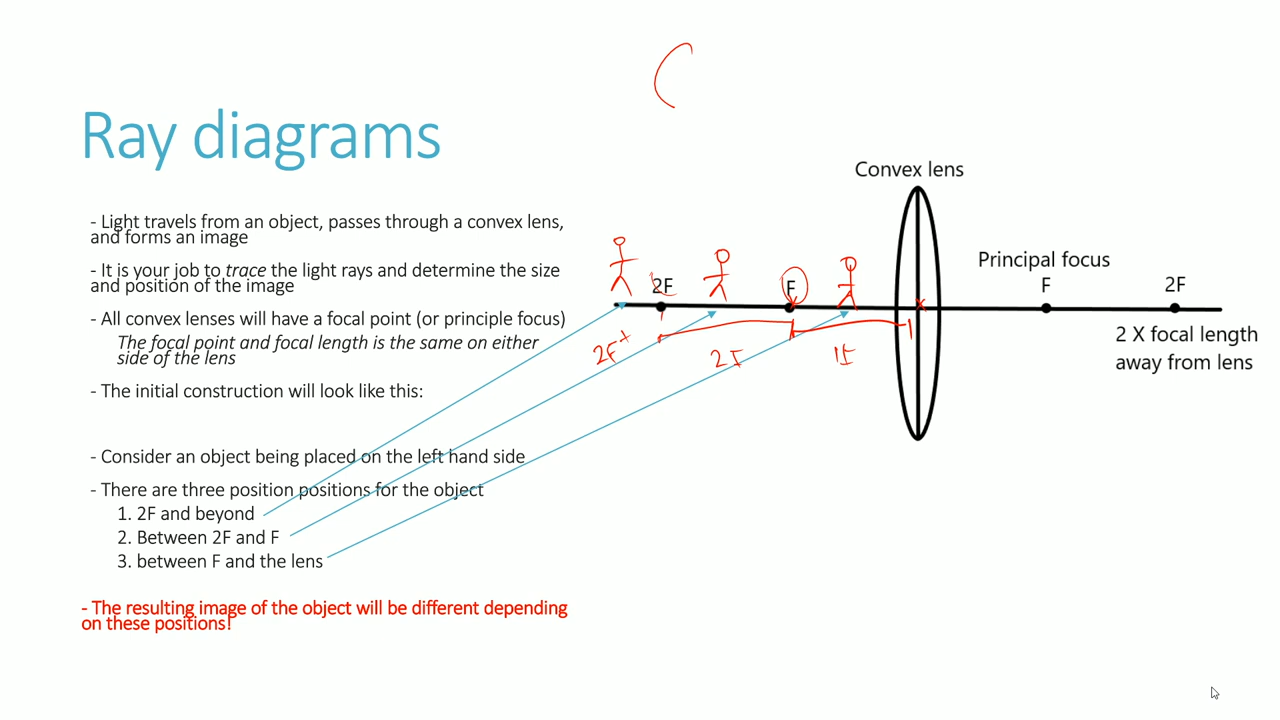 Ray diagrams
- Light travels from an object, passes through a convex lens,
and forms an image
- It is your job to trace the light rays and determine the size
and position of the image
- All convex lenses will have a focal point (or principle focus)
The focal point and focal length is the same on either
side of the lens
- The initial construction will look like this:
- Consider an object being placed on the left hand side
- There are three position positions for the object
1. 2F and beyond
2. Between 2F and F
3. between F and the lens
- The resulting image of the object will be different depending
on these positions!
Convex lens
Principal focus
2F
F
F
2F
2 X focal length
away from lens
2F+
2F
1F